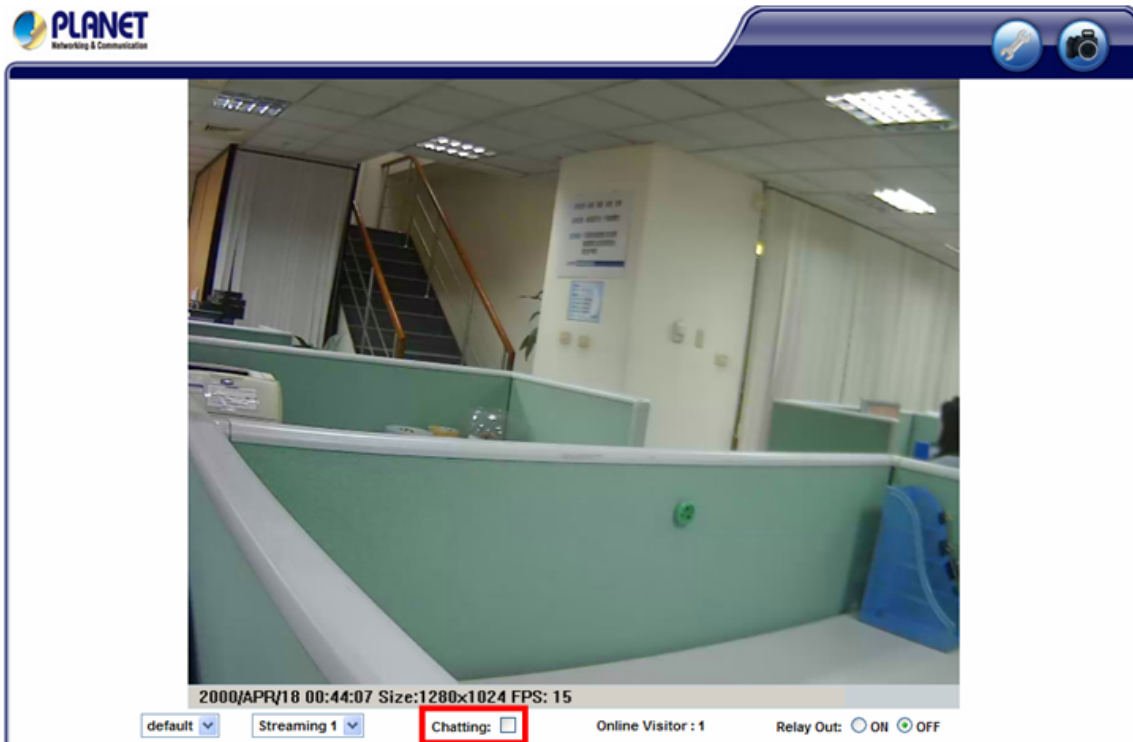 PLANET
Networking & Communication
2000/APR/18 00:44:07 Size:1280x1024 FPS: 15
default Streaming 1 Chatting: Online Visitor : 1 Relay Out: ON OFF